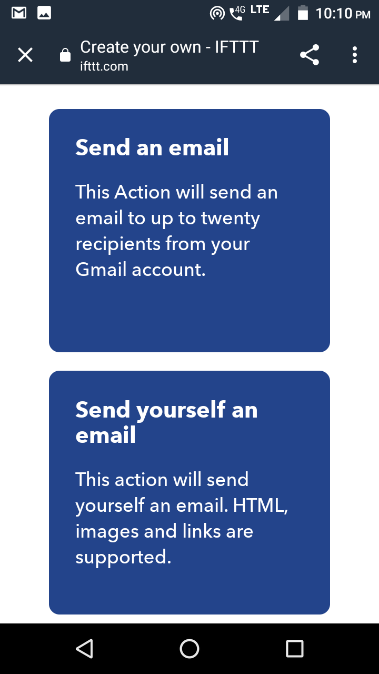 4G LTE 10:10 PM
Create your own - IFTTT
ifttt.com
Send an email
This Action will send an
email to up to twenty
recipients from your
Gmail account.
Send yourself an
email
This action will send
yourself an email. HTML,
images and links are
supported.